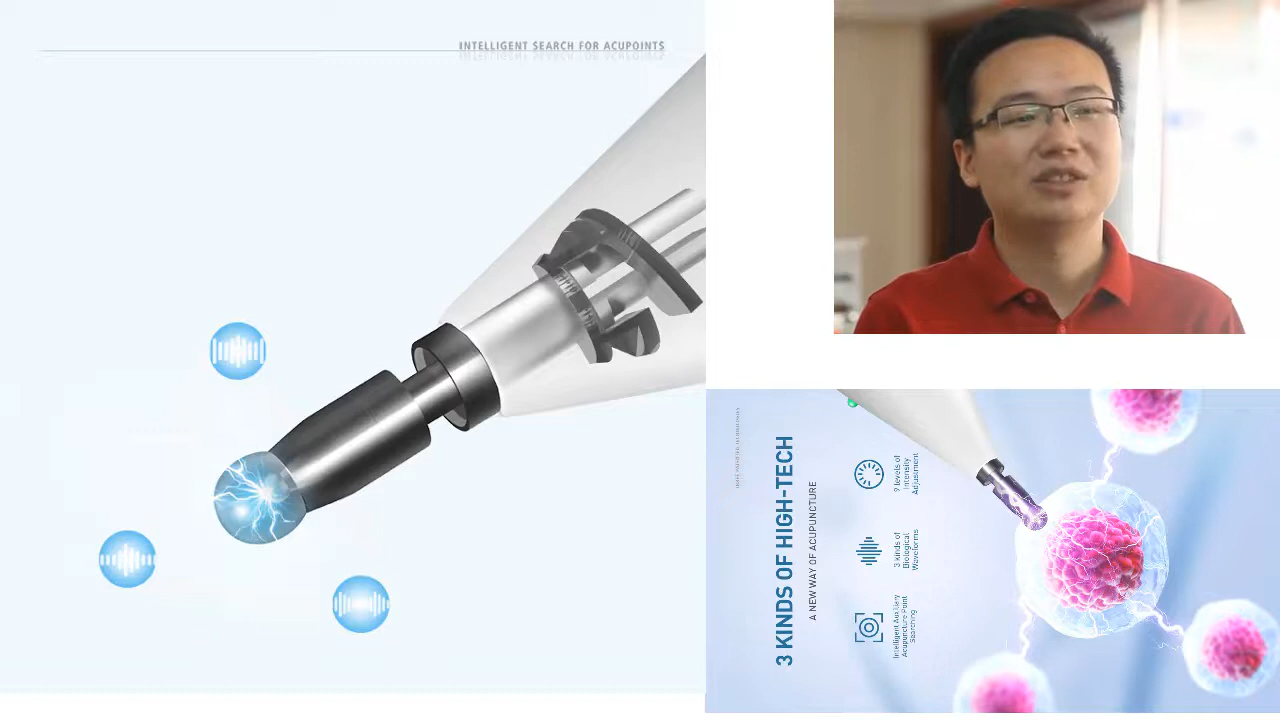 INTELLIGENT SEARCH FOR ACUPOINTS
3 KINDS OF HIGH-TECH
A NEW WAY OF ACUPUNCTURE
Intelligent Auxiliary
Acupuncture Point
Searching
3 kinds of
Biological
Waveforms
9 levels of
Intensity
Adjustment